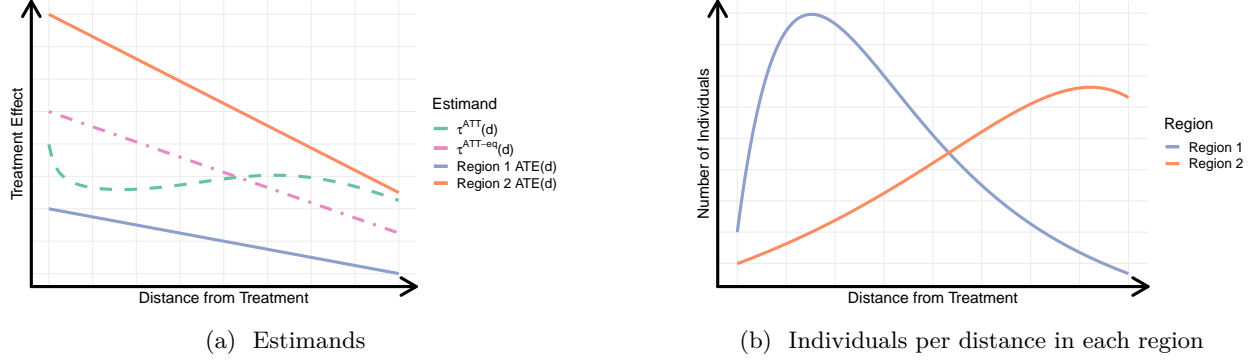 Treatment Effect
Distance from Treatment
Estimand
τ^ATT(d)
τ^ATT−eq(d)
Region 1 ATE(d)
Region 2 ATE(d)
(a) Estimands
Number of Individuals
Distance from Treatment
Region
Region 1
Region 2
(b) Individuals per distance in each region